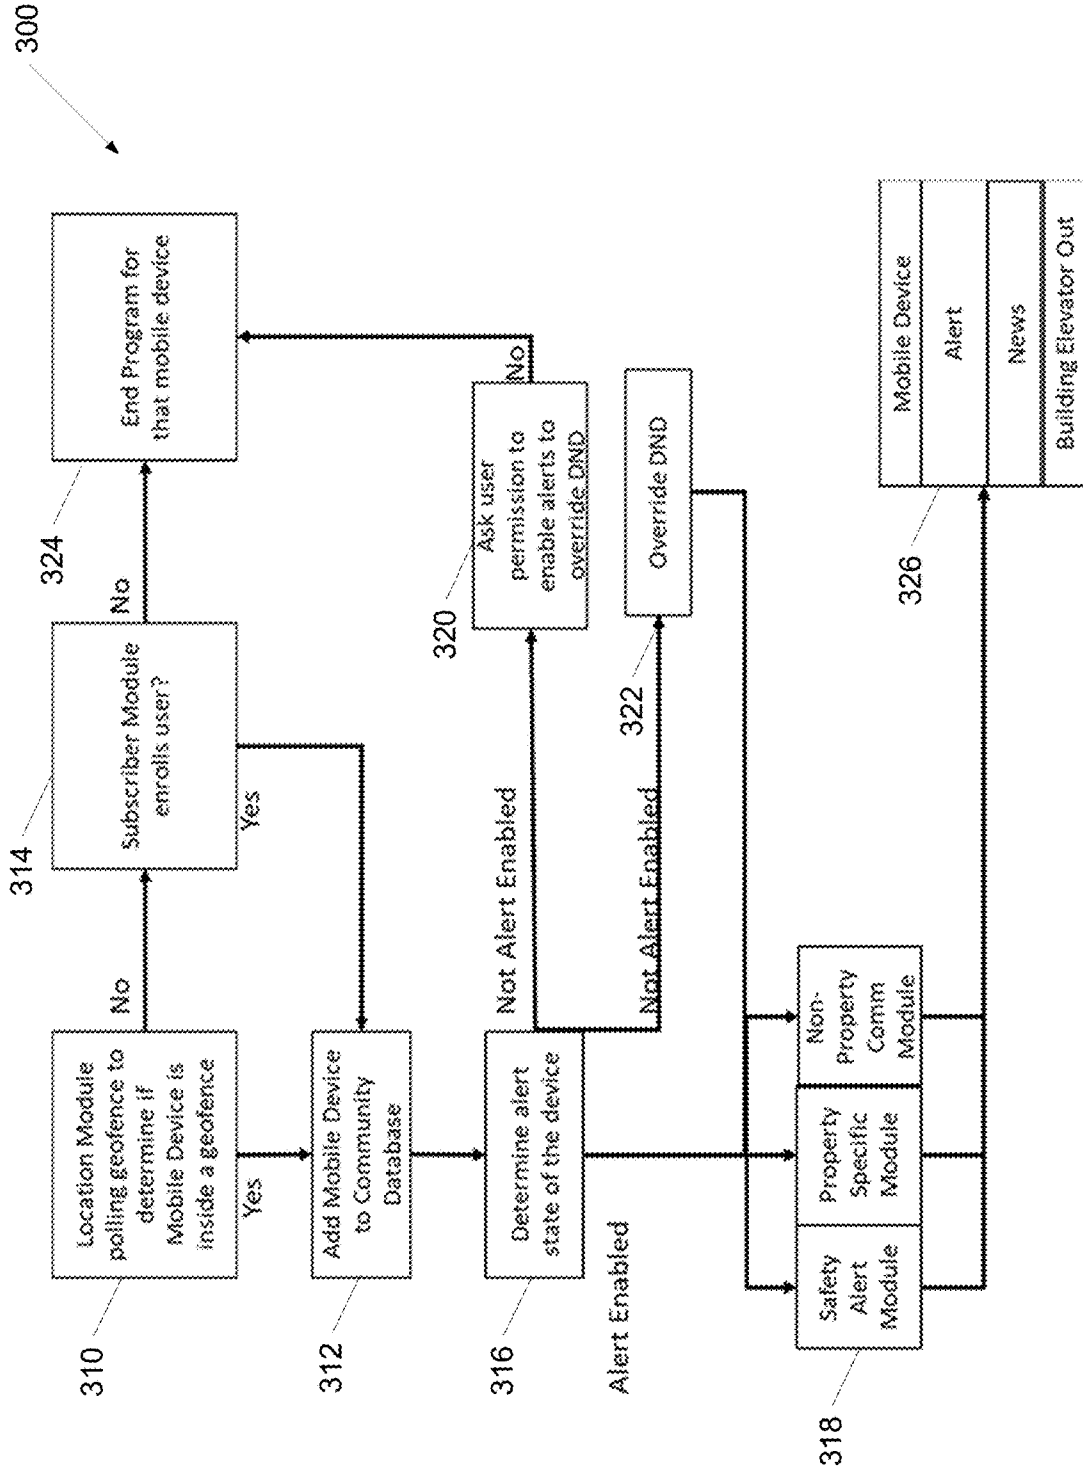 300
310
Location Module
polling geofence to
determine if
Mobile Device is
inside a geofence
No
Yes
314
Subscriber Module
enrolls user?
No
Yes
324
End Program for
that mobile device
312
Add Mobile Device
to Community
Database
316
Determine alert
state of the device
Not Alert Enabled
320
Ask user
permission to
enable alerts to
override DND
No
Not Alert Enabled
322
Override DND
Alert Enabled
318
Safety
Alert
Module
Property
Specific
Module
Non-
Property
Comm
Module
326
Mobile Device
Alert
News
Building Elevator Out